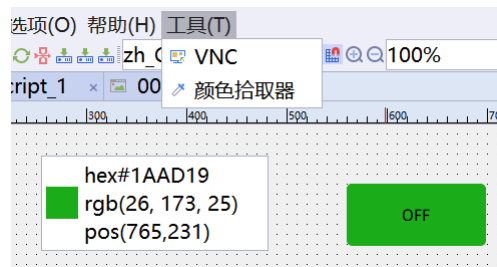 选项(O) 帮助(H) 工具(T)
zh_C VNC 100%
cript_1 × 00 颜色拾取器
300 400 500 600 70
hex#1AAD19
rgb(26, 173, 25)
pos(765,231)
OFF